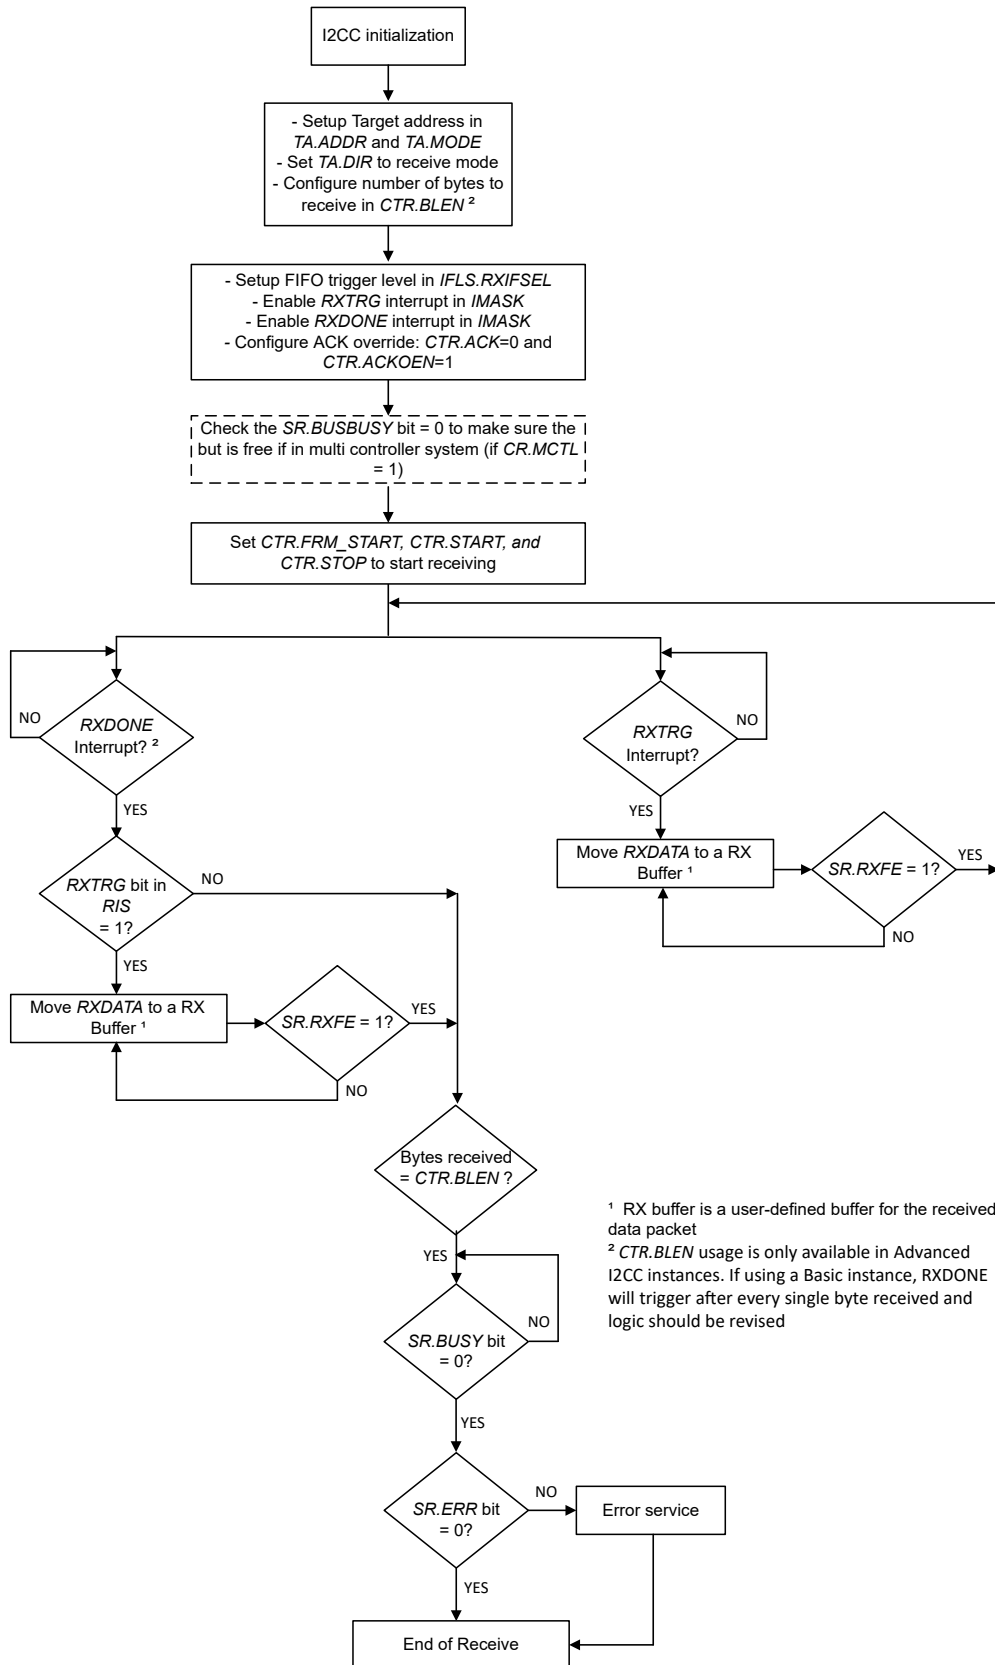 I2CC initialization
- Setup Target address in
TA.ADDR and TA.MODE
- Set TA.DIR to receive mode
- Configure number of bytes to
receive in CTR.BLEN ²
- Setup FIFO trigger level in IFLS.RXIFSEL
- Enable RXTRG interrupt in IMASK
- Enable RXDONE interrupt in IMASK
- Configure ACK override: CTR.ACK=0 and
CTR.ACKOEN=1
Check the SR.BUSBUSY bit = 0 to make sure the
but is free if in multi controller system (if CR.MCTL
= 1)
Set CTR.FRM_START, CTR.START, and
CTR.STOP to start receiving
NO
RXDONE
Interrupt? ²
YES
RXTRG bit in
RIS
= 1?
NO
YES
Move RXDATA to a RX
Buffer ¹
SR.RXFE = 1?
YES
NO
RXTRG
Interrupt?
NO
YES
Move RXDATA to a RX
Buffer ¹
SR.RXFE = 1?
YES
NO
Bytes received
= CTR.BLEN ?
YES
SR.BUSY bit
= 0?
NO
YES
SR.ERR bit
= 0?
NO
Error service
YES
End of Receive
¹ RX buffer is a user-defined buffer for the received
data packet
² CTR.BLEN usage is only available in Advanced
I2CC instances. If using a Basic instance, RXDONE
will trigger after every single byte received and
logic should be revised